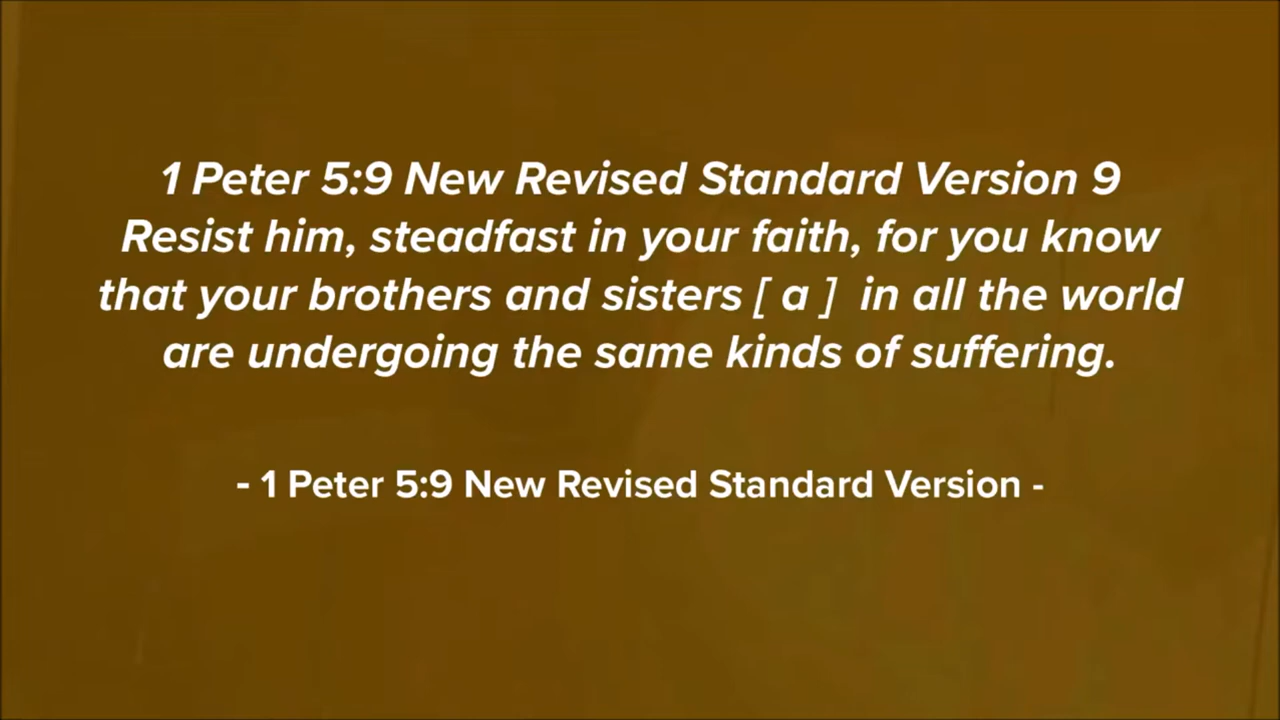 1 Peter 5:9 New Revised Standard Version 9
Resist him, steadfast in your faith, for you know
that your brothers and sisters [ a ]  in all the world
are undergoing the same kinds of suffering.
- 1 Peter 5:9 New Revised Standard Version -